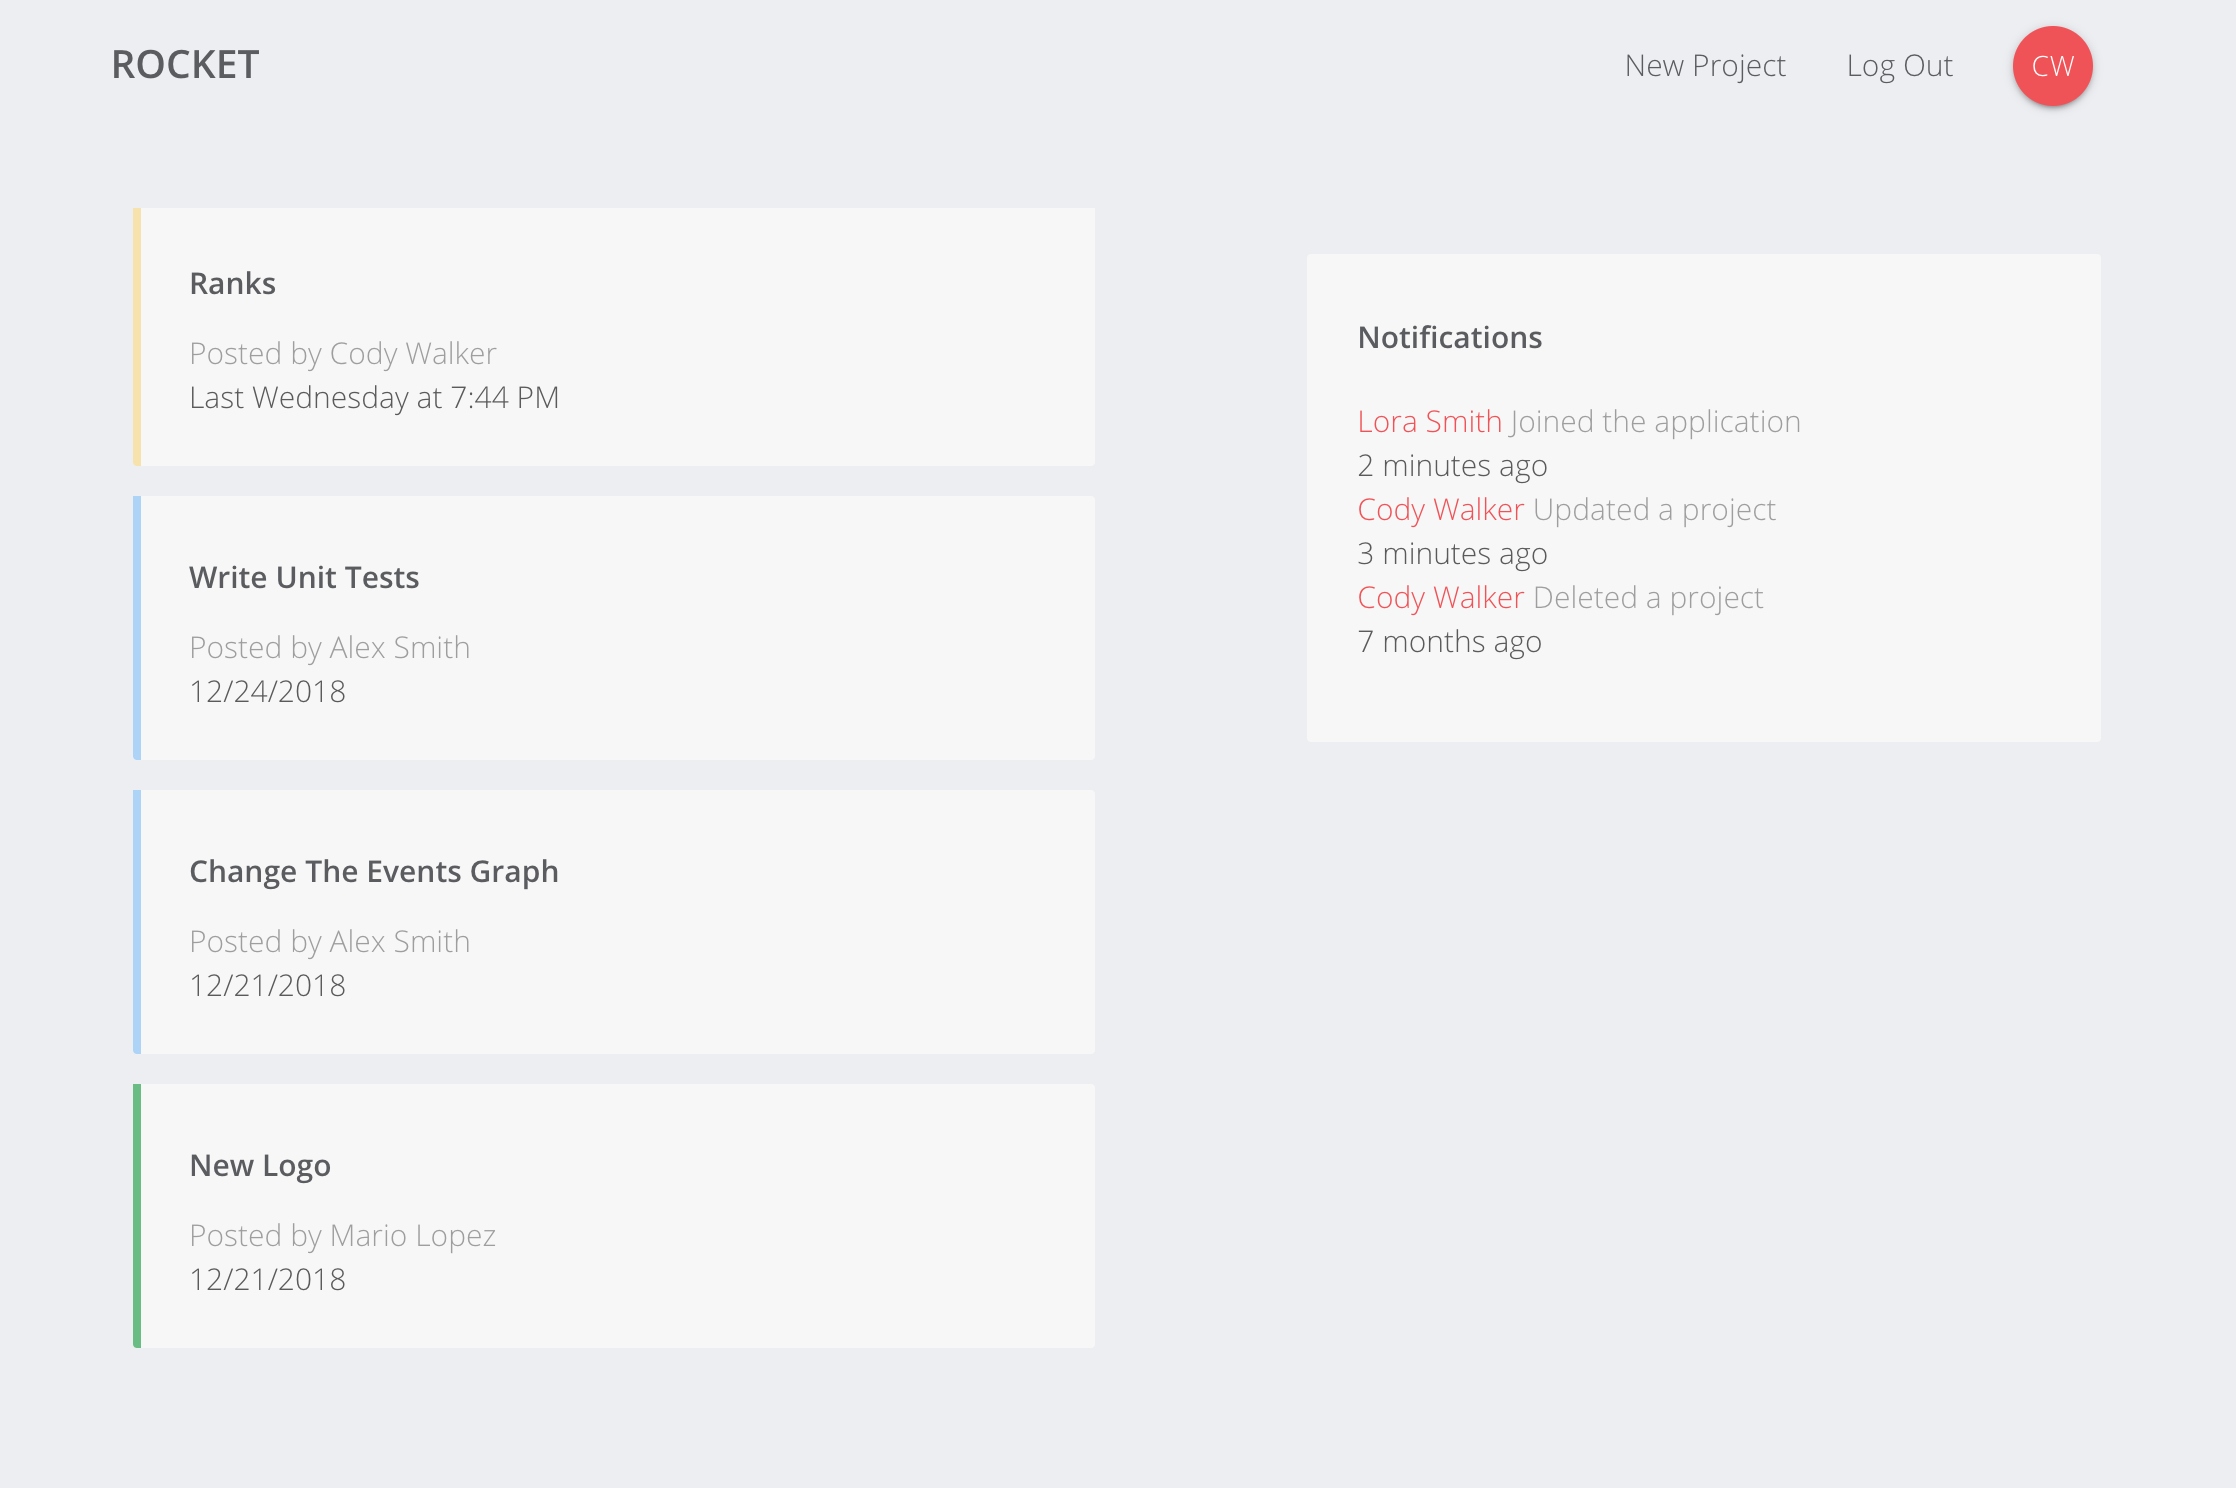 ROCKET
New Project
Log Out
CW
Ranks
Posted by Cody Walker
Last Wednesday at 7:44 PM
Write Unit Tests
Posted by Alex Smith
12/24/2018
Change The Events Graph
Posted by Alex Smith
12/21/2018
New Logo
Posted by Mario Lopez
12/21/2018
Notifications
Lora Smith Joined the application
2 minutes ago
Cody Walker Updated a project
3 minutes ago
Cody Walker Deleted a project
7 months ago